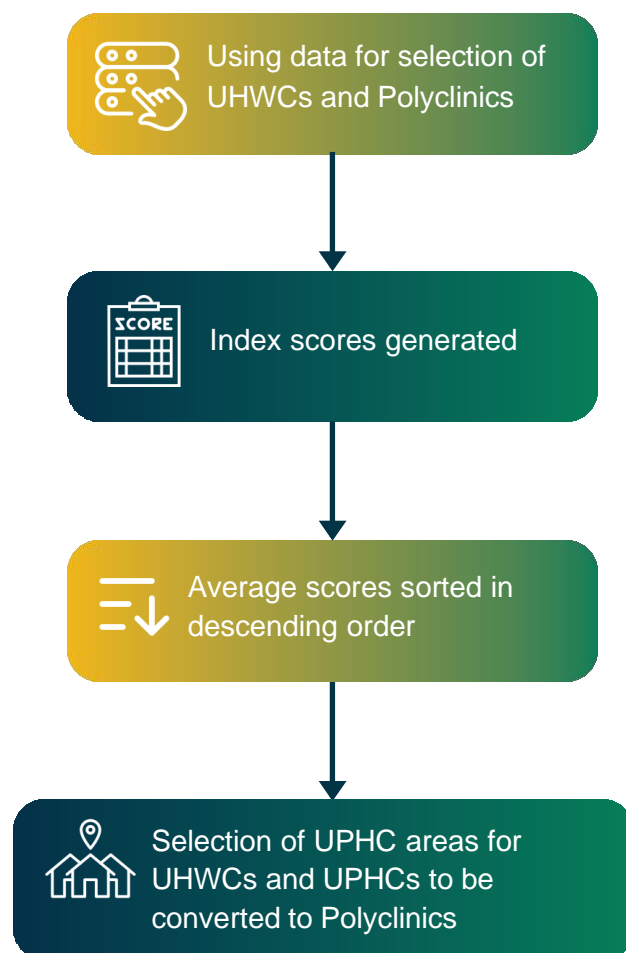 Using data for selection of
UHWCs and Polyclinics
SCORE
Index scores generated
Average scores sorted in
descending order
Selection of UPHC areas for
UHWCs and UPHCs to be
converted to Polyclinics